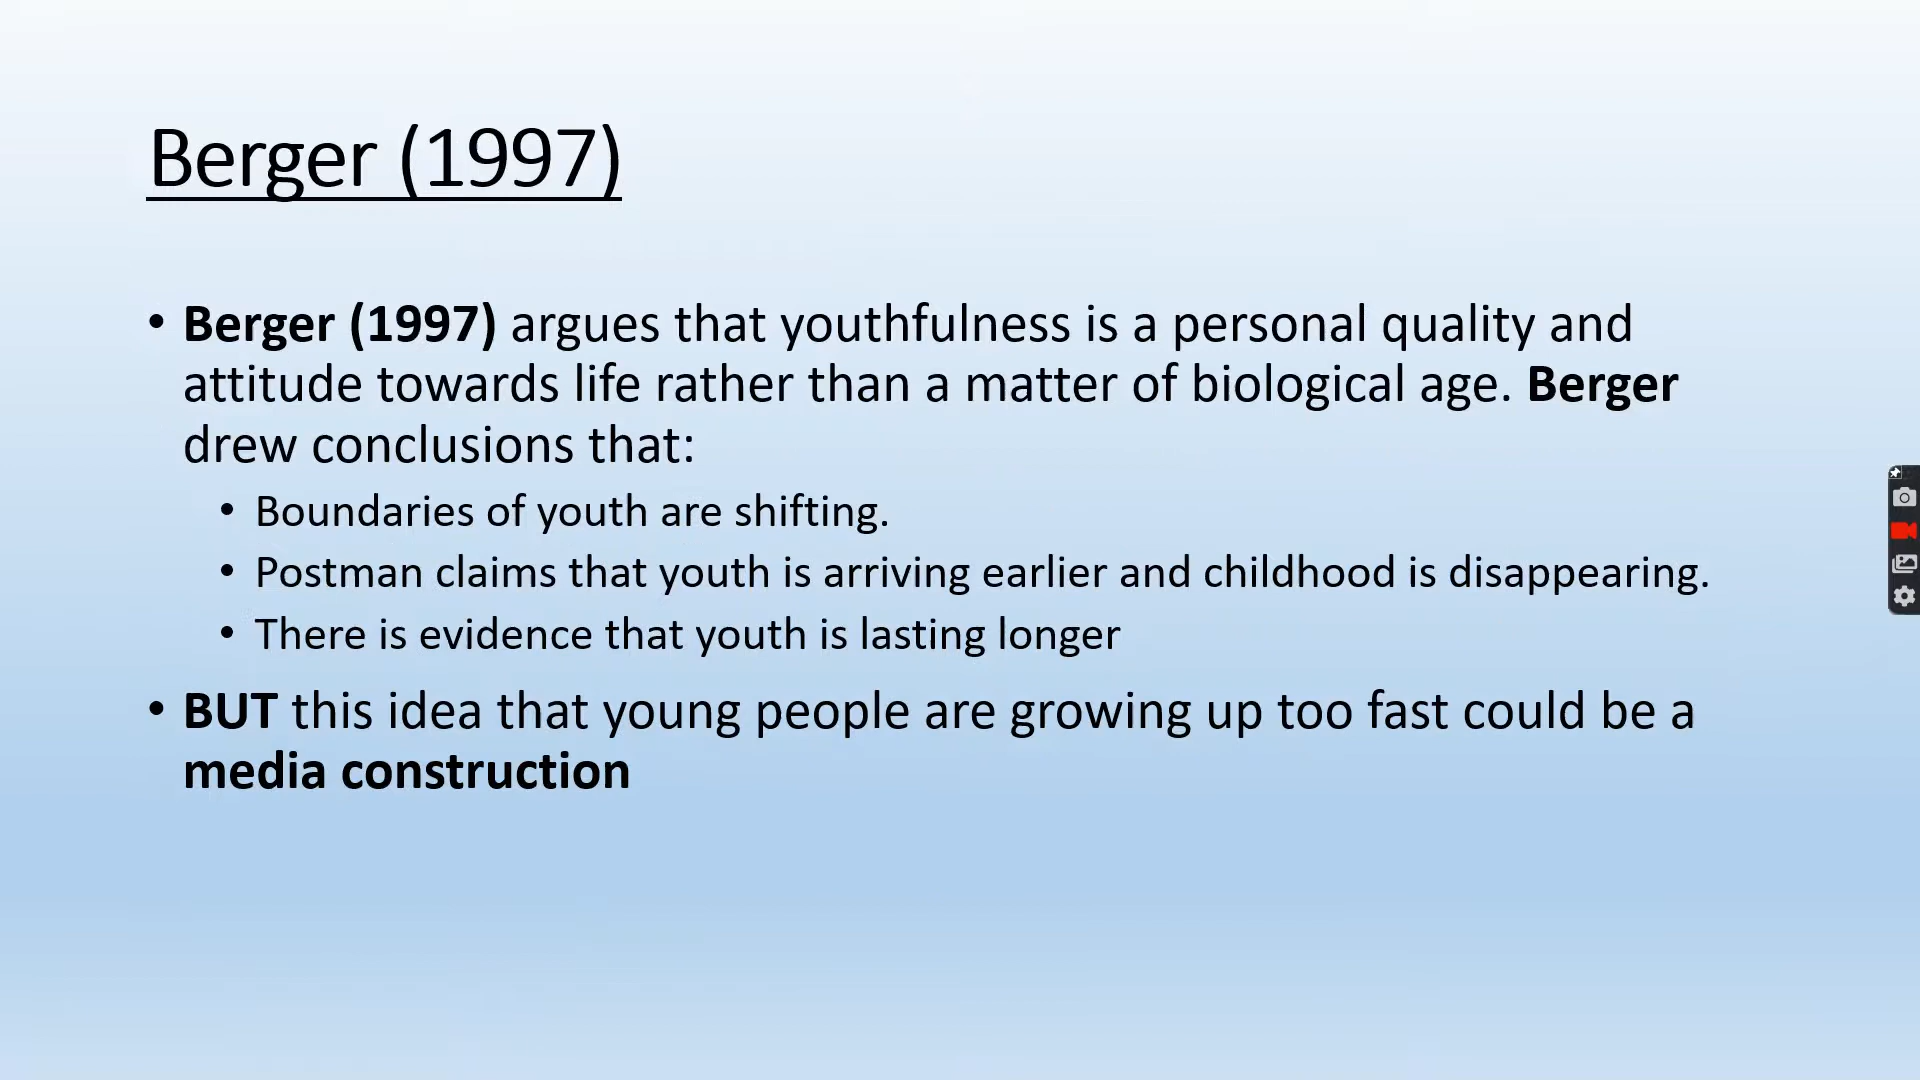 Berger (1997)
• Berger (1997) argues that youthfulness is a personal quality and
attitude towards life rather than a matter of biological age. Berger
drew conclusions that:
• Boundaries of youth are shifting.
• Postman claims that youth is arriving earlier and childhood is disappearing.
• There is evidence that youth is lasting longer
• BUT this idea that young people are growing up too fast could be a
media construction